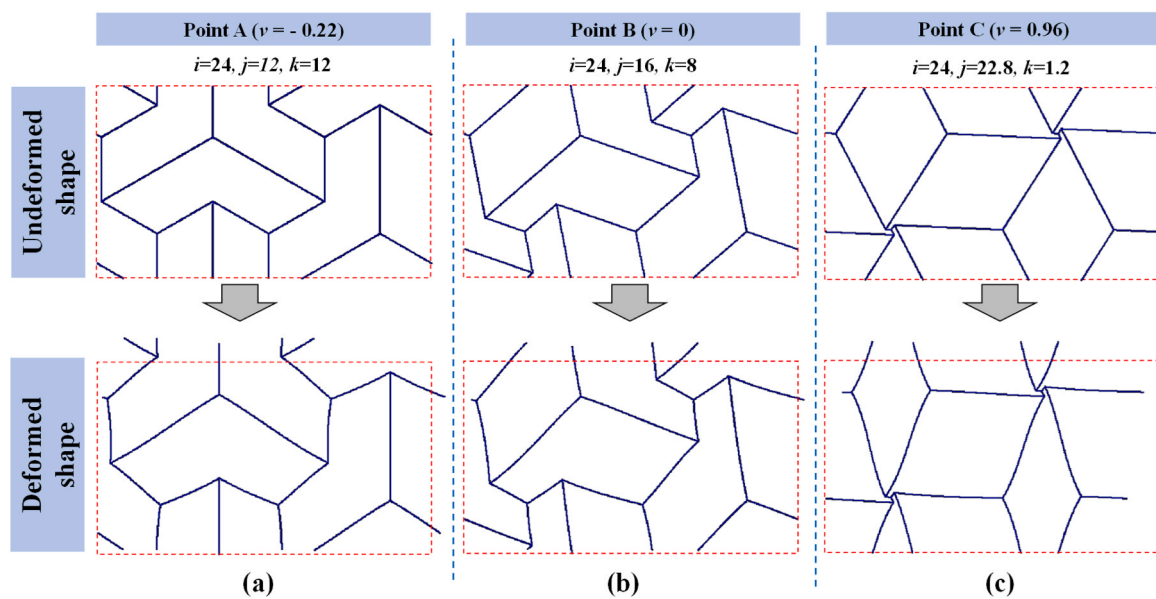 Point A (v = - 0.22)
Point B (v = 0)
Point C (v = 0.96)
i=24, j=12, k=12
i=24, j=16, k=8
i=24, j=22.8, k=1.2
Undeformed
shape
Deformed
shape
(a)
(b)
(c)